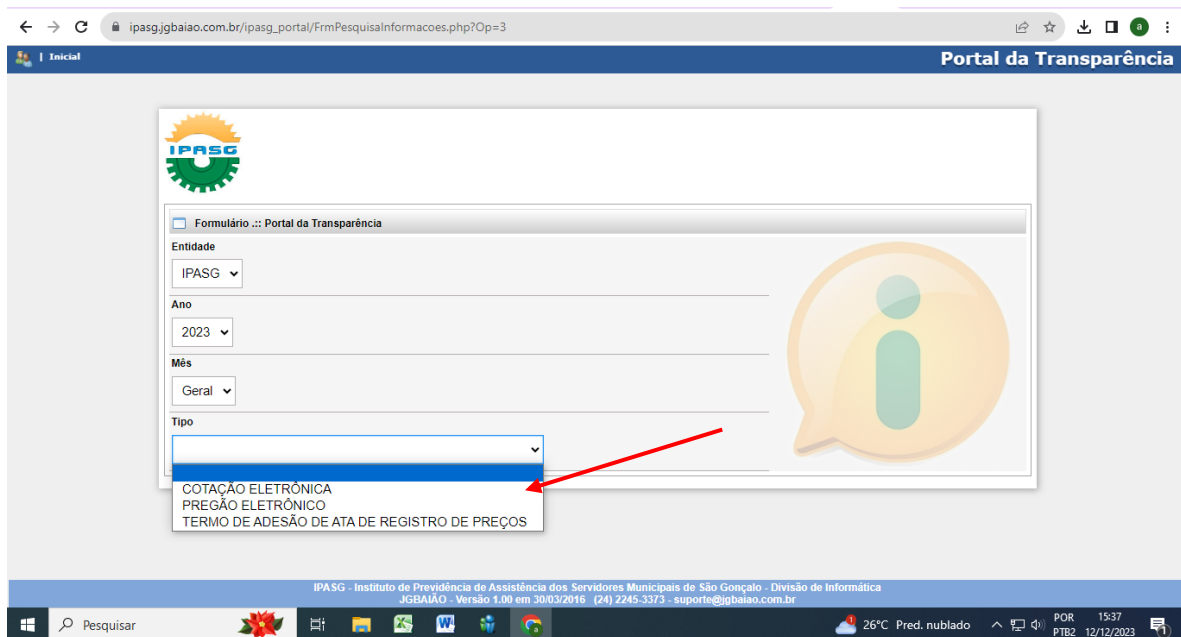 ipasg.jgbaiao.com.br/ipasg_portal/FrmPesquisaInformacoes.php?Op=3
a
| Inicial
Portal da Transparência
IPASG
Formulário .:: Portal da Transparência
Entidade
IPASG
Ano
2023
Mês
Geral
Tipo
COTAÇÃO ELETRÔNICA
PREGÃO ELETRÔNICO
TERMO DE ADESÃO DE ATA DE REGISTRO DE PREÇOS
IPASG - Instituto de Previdência de Assistência dos Servidores Municipais de São Gonçalo - Divisão de Informática
JGBAIÃO - Versão 1.00 em 30/03/2016 (24) 2245-3373 - suporte@jgbaiao.com.br
Pesquisar
26°C Pred. nublado
POR 15:37
PTB2 12/12/2023